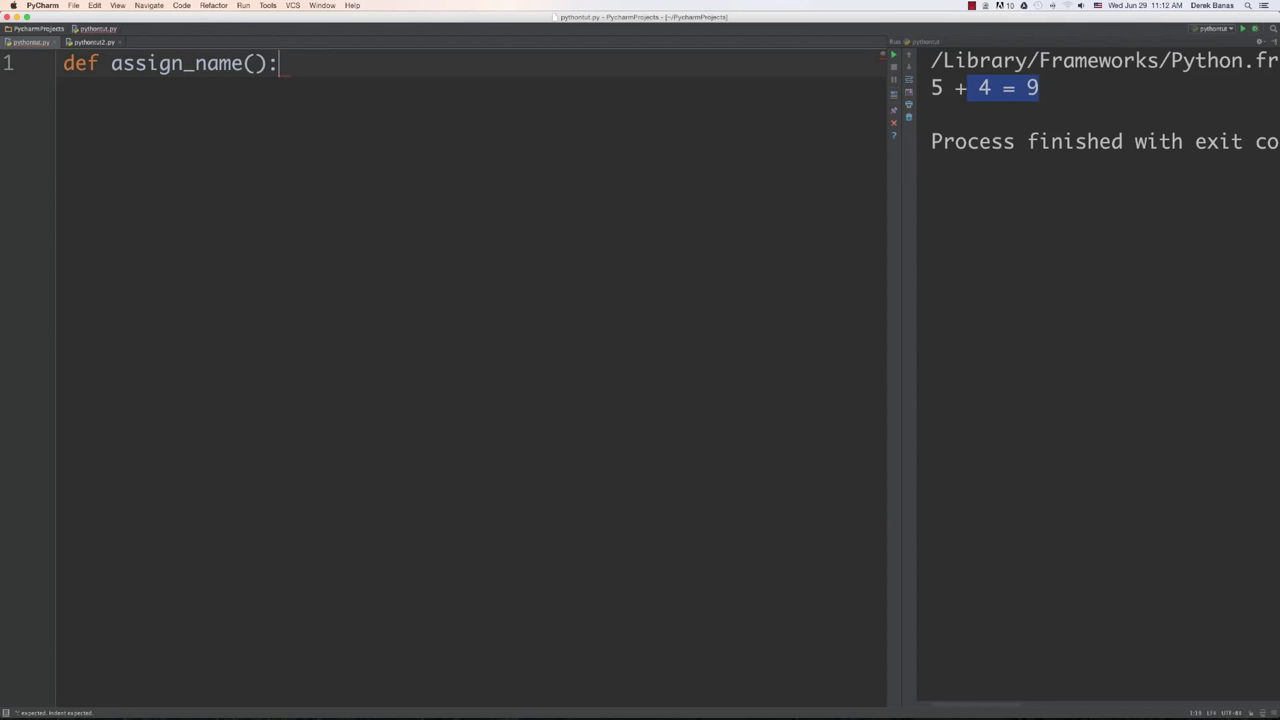 PyCharm File Edit View Navigate Code Refactor Run Tools VCS Window Help
10 Wed Jun 29 11:12 AM Derek Banas
pythontut.py - PycharmProjects - [~/PycharmProjects]
PycharmProjects pythontut.py
pythontut
pythontut.py pythontut2.py
Run pythontut
1 def assign_name():
/Library/Frameworks/Python.fr
5 + 4 = 9
Process finished with exit co
':' expected. Indent expected.
1:19 LF÷ UTF-8÷